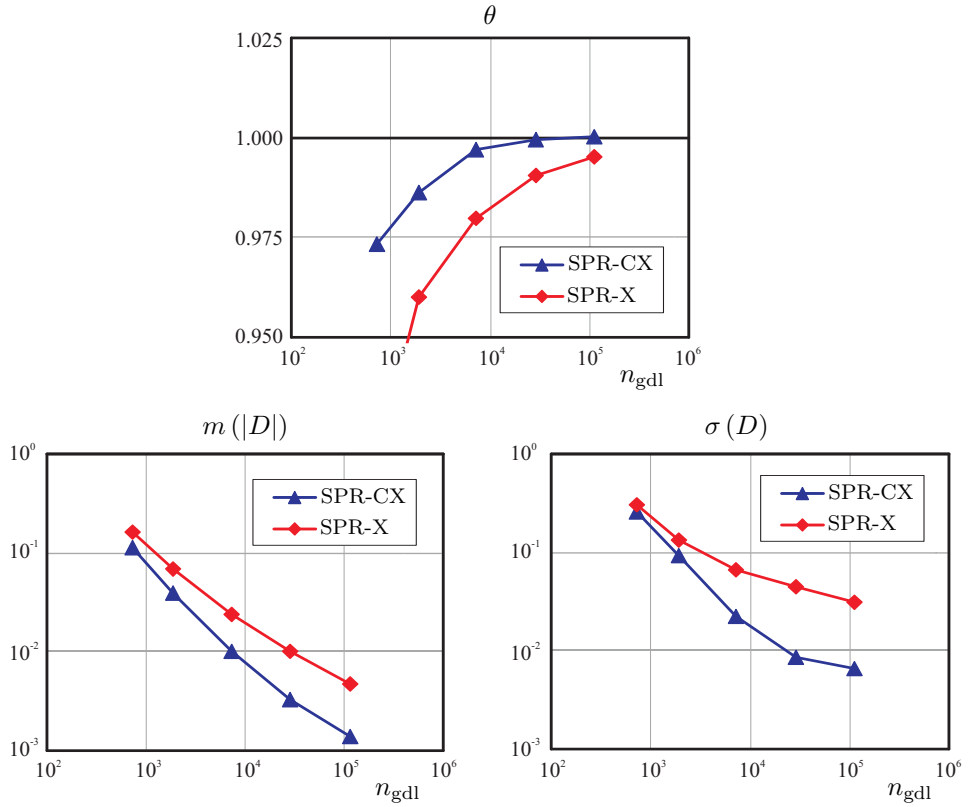 θ
1.025
1.000
0.975
0.950
SPR-CX
SPR-X
10² 10³ 10⁴ 10⁵ 10⁶
n_gdl
m (|D|)
10⁰
10⁻¹
10⁻²
10⁻³
SPR-CX
SPR-X
10² 10³ 10⁴ 10⁵ 10⁶
n_gdl
σ (D)
10⁰
10⁻¹
10⁻²
10⁻³
SPR-CX
SPR-X
10² 10³ 10⁴ 10⁵ 10⁶
n_gdl